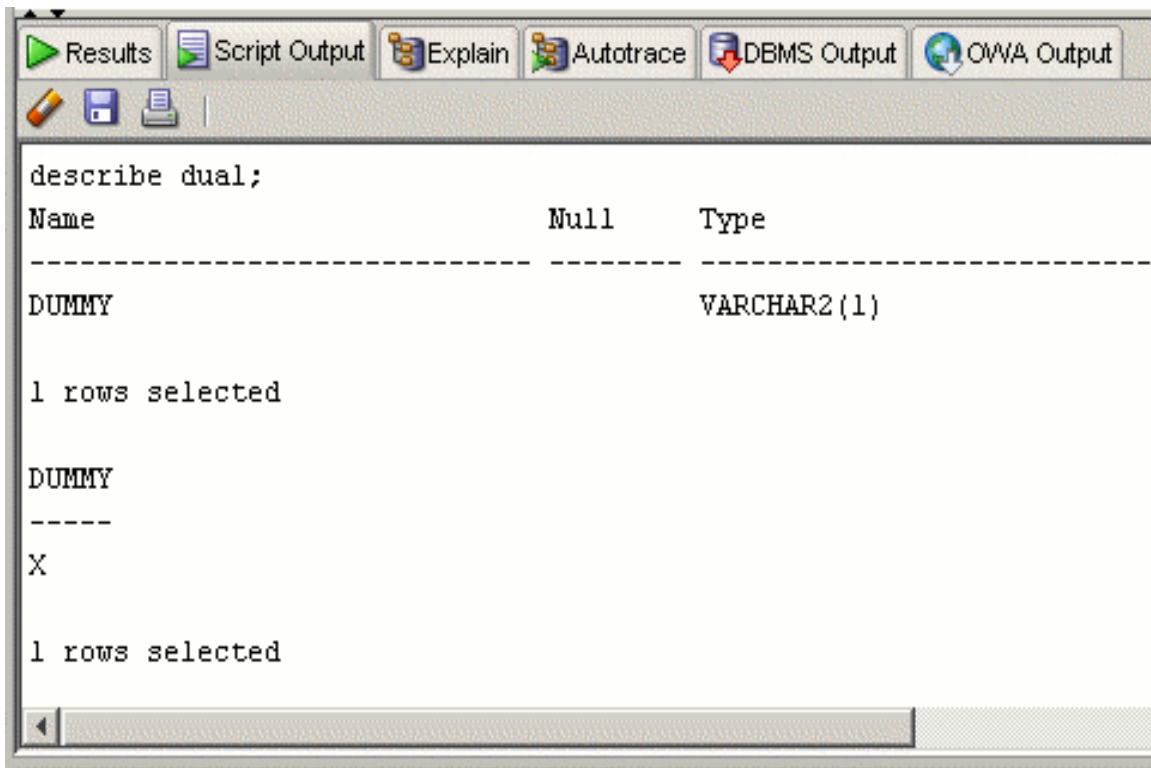 Results Script Output Explain Autotrace DBMS Output OWA Output
describe dual;
Name                           Null     Type
------------------------------ -------- ---------------------------
DUMMY                                   VARCHAR2(1)
1 rows selected
DUMMY
-----
X
1 rows selected